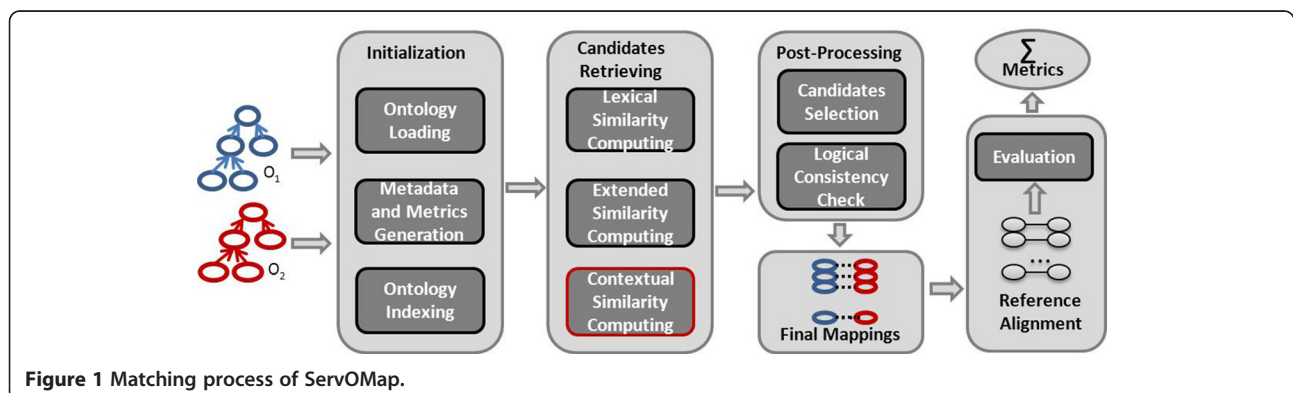 Initialization
Ontology
Loading
Metadata
and Metrics
Generation
Ontology
Indexing
O1
O2
Candidates
Retrieving
Lexical
Similarity
Computing
Extended
Similarity
Computing
Contextual
Similarity
Computing
Post-Processing
Candidates
Selection
Logical
Consistency
Check
Final Mappings
Σ
Metrics
Evaluation
...
Reference
Alignment
Figure 1 Matching process of ServOMap.